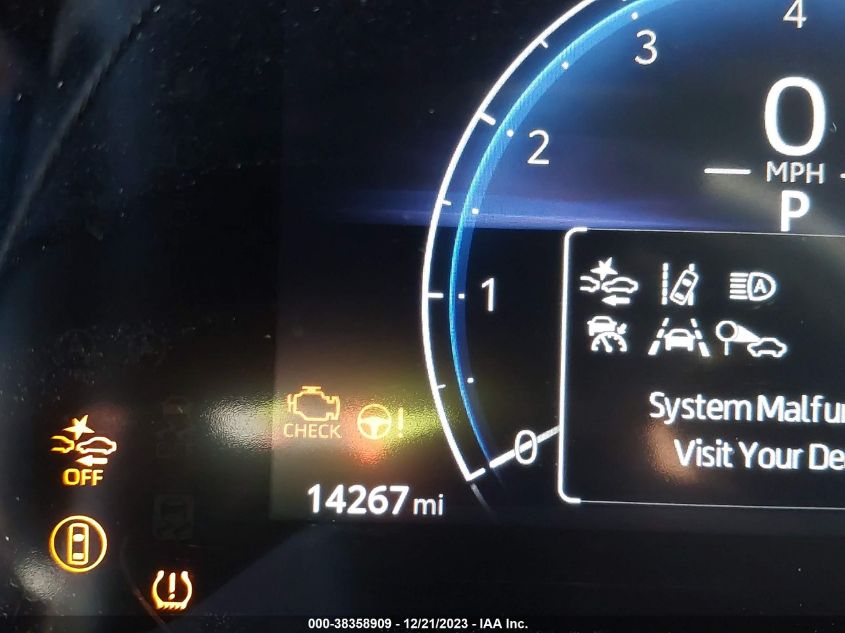 4
3
0
2
MPH
P
1
A
System Malfu
Visit Your De
CHECK !
0
OFF
14267 mi
!
000-38358909 - 12/21/2023 - IAA Inc.